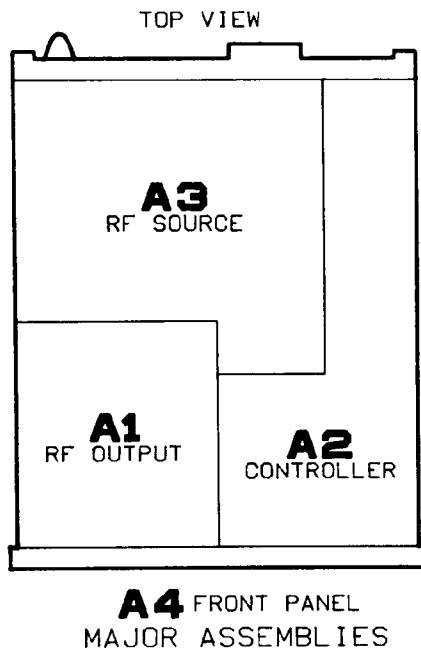 TOP VIEW
A3
RF SOURCE
A1
RF OUTPUT
A2
CONTROLLER
A4 FRONT PANEL
MAJOR ASSEMBLIES